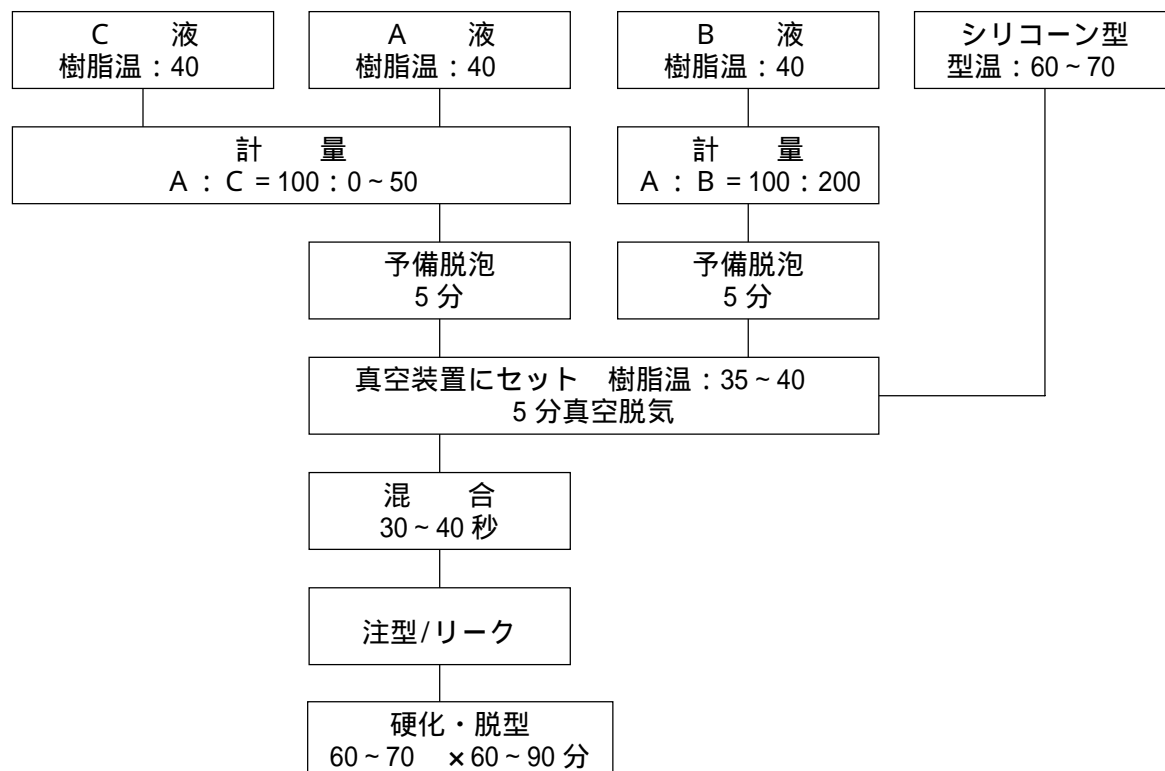 C 液
樹脂温：40
A 液
樹脂温：40
B 液
樹脂温：40
シリコーン型
型温：60～70
計 量
A：C＝100：0～50
計 量
A：B＝100：200
予備脱泡
5 分
予備脱泡
5 分
真空装置にセット 樹脂温：35～40
5 分真空脱気
混 合
30～40 秒
注型/リーク
硬化・脱型
60～70 ×60～90 分